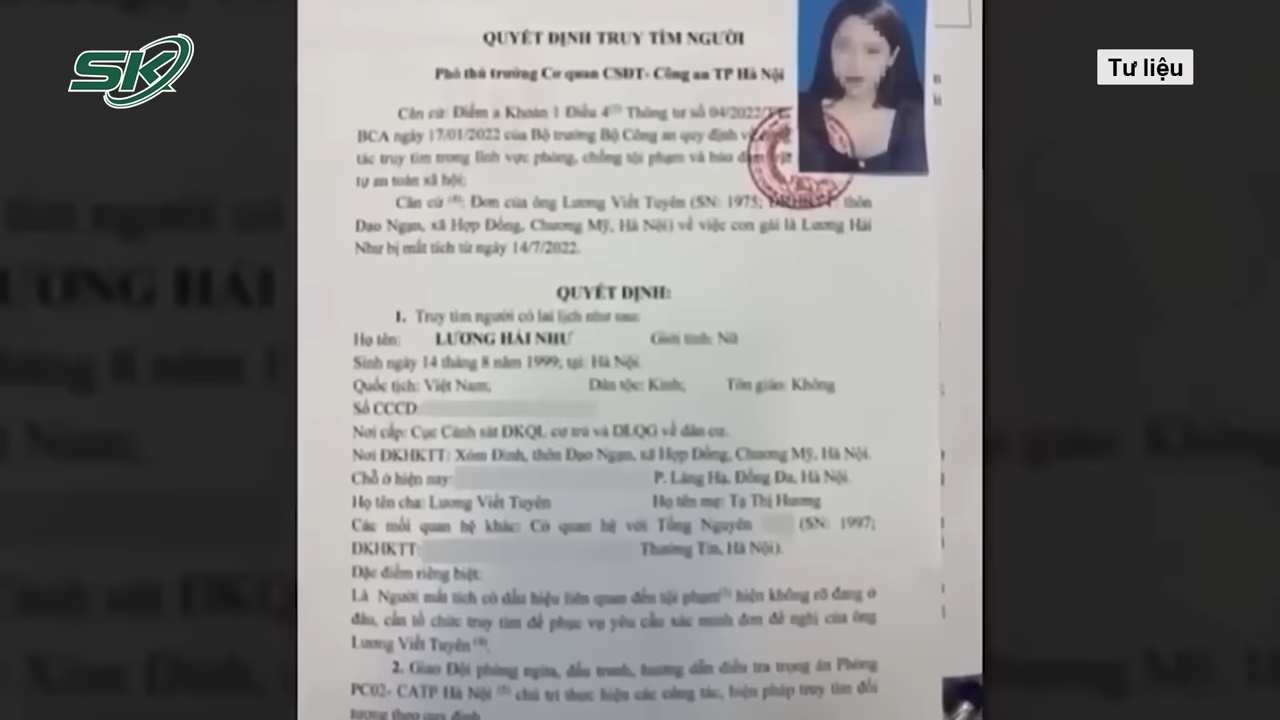 SK
Tư liệu
QUYẾT ĐỊNH TRUY TÌM NGƯỜI
Phó thủ trưởng Cơ quan CSĐT- Công an TP Hà Nội
Căn cứ: Điểm a Khoản 1 Điều 4 Thông tư số 04/2022/
BCA ngày 17/01/2022 của Bộ trưởng Bộ Công an quy định về
tác truy tìm trong lĩnh vực phòng, chống tội phạm và bảo đảm
tự an toàn xã hội;
Căn cứ: Đơn của ông Lương Viết Tuyên (SN: 1975; ĐKHKTT: thôn
Đạo Ngạn, xã Hợp Đồng, Chương Mỹ, Hà Nội) về việc con gái là Lương Hải
Như bị mất tích từ ngày 14/7/2022.
QUYẾT ĐỊNH:
1. Truy tìm người có lai lịch như sau:
Họ tên: LƯƠNG HẢI NHƯ Giới tính: Nữ
Sinh ngày 14 tháng 8 năm 1999; tại: Hà Nội.
Quốc tịch: Việt Nam; Dân tộc: Kinh; Tôn giáo: Không
Số CCCD
Nơi cấp: Cục Cảnh sát ĐKQL cư trú và DLQG về dân cư.
Nơi ĐKHKTT: Xóm Đình, thôn Đạo Ngạn, xã Hợp Đồng, Chương Mỹ, Hà Nội.
Chỗ ở hiện nay: P. Láng Hạ, Đống Đa, Hà Nội.
Họ tên cha: Lương Viết Tuyên Họ tên mẹ: Tạ Thị Hương
Các mối quan hệ khác: Có quan hệ với Tống Nguyên (SN: 1997;
ĐKHKTT: Thường Tín, Hà Nội).
Đặc điểm riêng biệt:
Là Người mất tích có dấu hiệu liên quan đến tội phạm hiện không rõ đang ở
đâu, cần tổ chức truy tìm để phục vụ yêu cầu xác minh đơn đề nghị của ông
Lương Viết Tuyên
2. Giao Đội phòng ngừa, đấu tranh, hướng dẫn điều tra trọng án Phòng
PC02- CATP Hà Nội chủ trì thực hiện các công tác, biện pháp truy tìm đối
tượng theo quy định